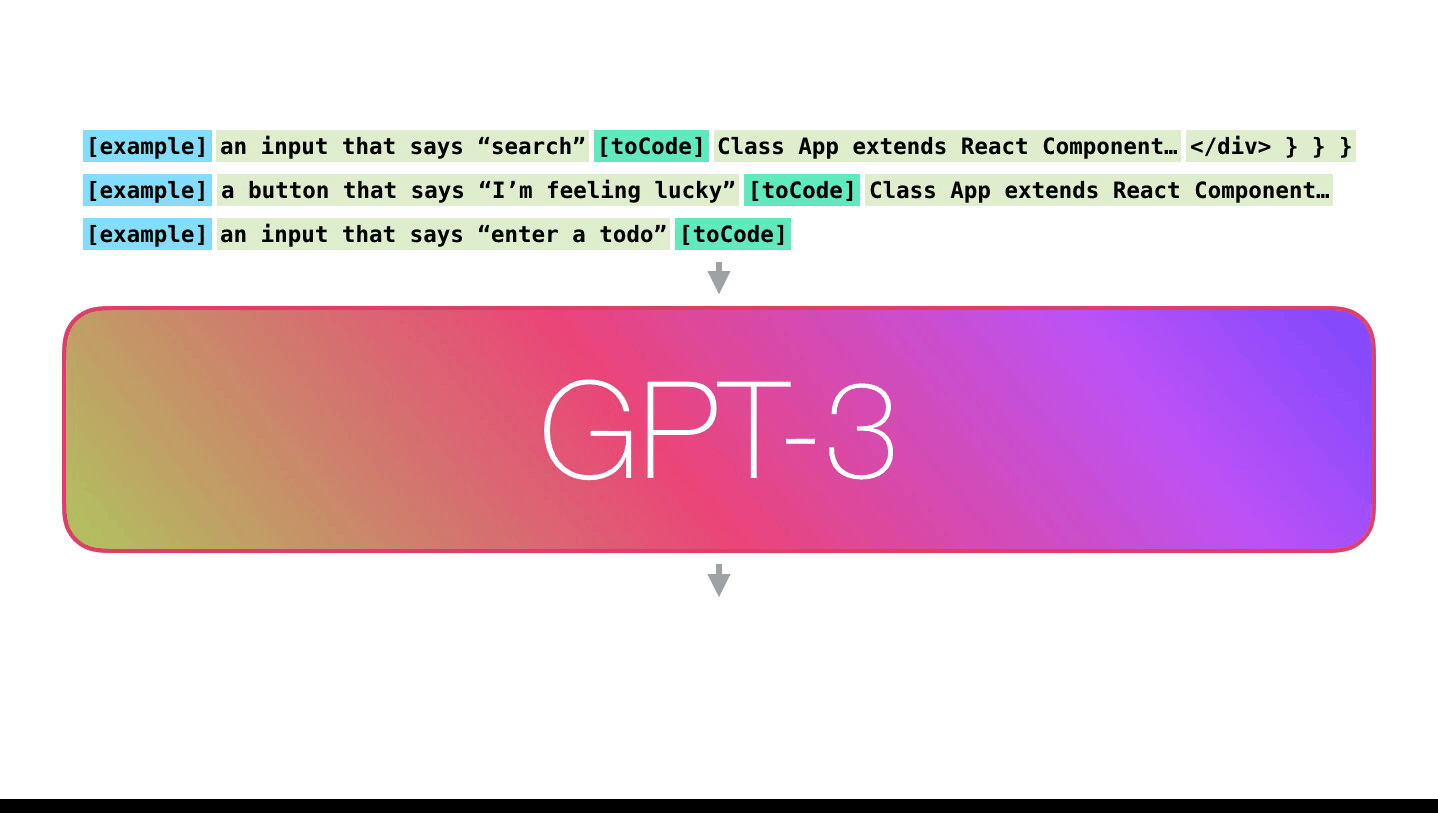 [example] an input that says “search” [toCode] Class App extends React Component… </div> } } }
[example] a button that says “I’m feeling lucky” [toCode] Class App extends React Component…
[example] an input that says “enter a todo” [toCode]
GPT-3